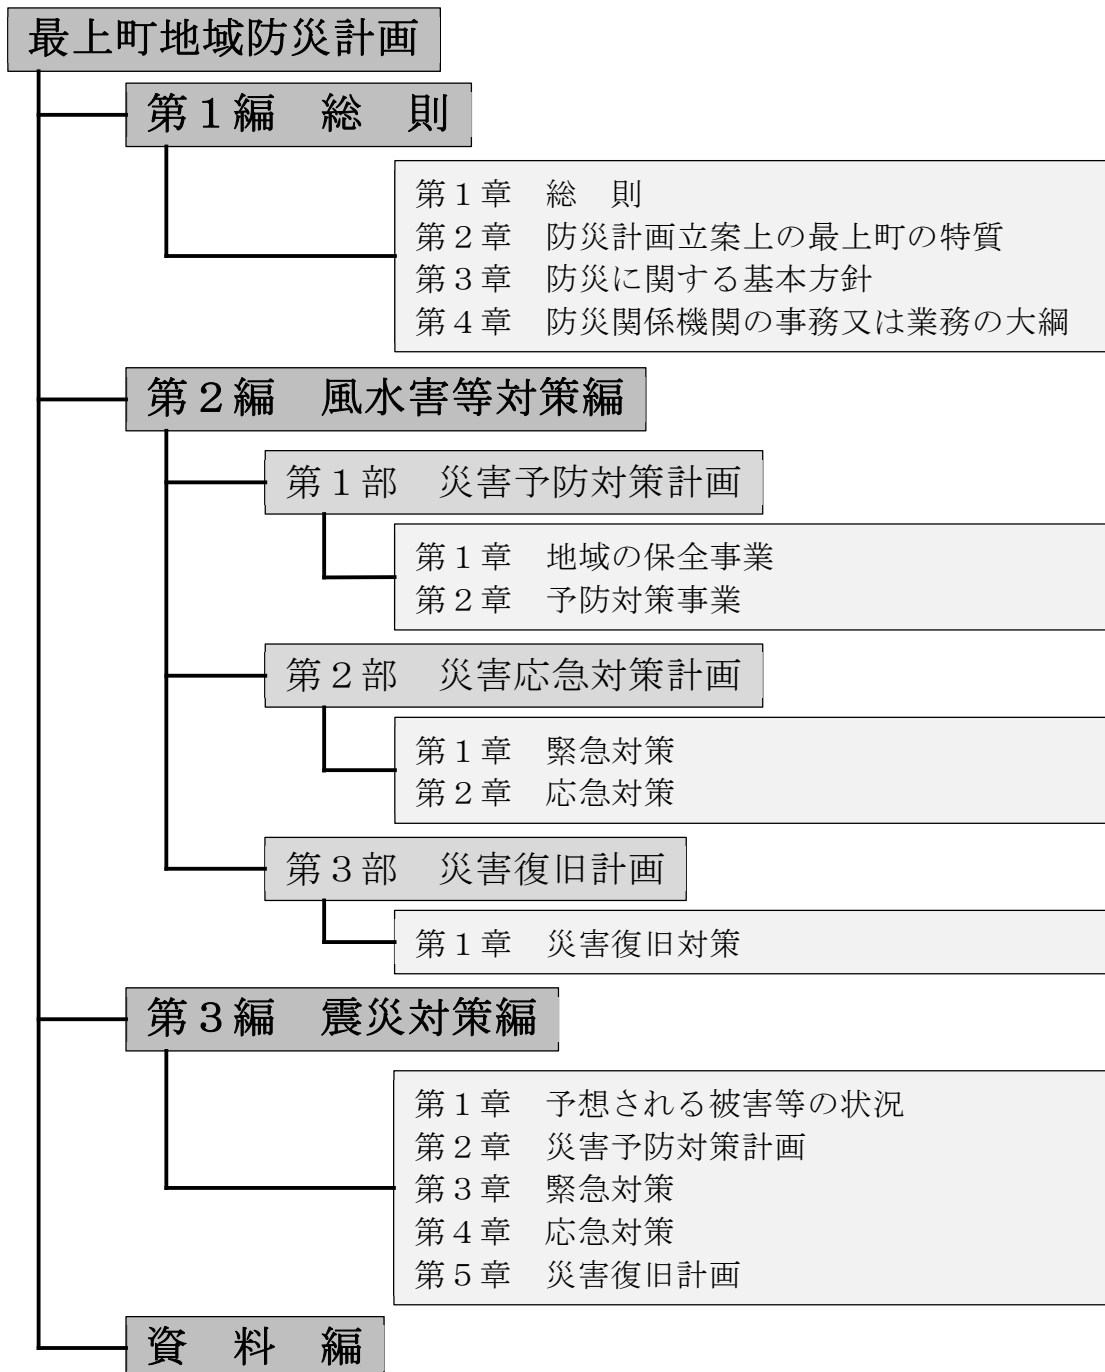 最上町地域防災計画
第１編　総　則
第１章　総　則
第２章　防災計画立案上の最上町の特質
第３章　防災に関する基本方針
第４章　防災関係機関の事務又は業務の大綱
第２編　風水害等対策編
第１部　災害予防対策計画
第１章　地域の保全事業
第２章　予防対策事業
第２部　災害応急対策計画
第１章　緊急対策
第２章　応急対策
第３部　災害復旧計画
第１章　災害復旧対策
第３編　震災対策編
第１章　予想される被害等の状況
第２章　災害予防対策計画
第３章　緊急対策
第４章　応急対策
第５章　災害復旧計画
資　料　編